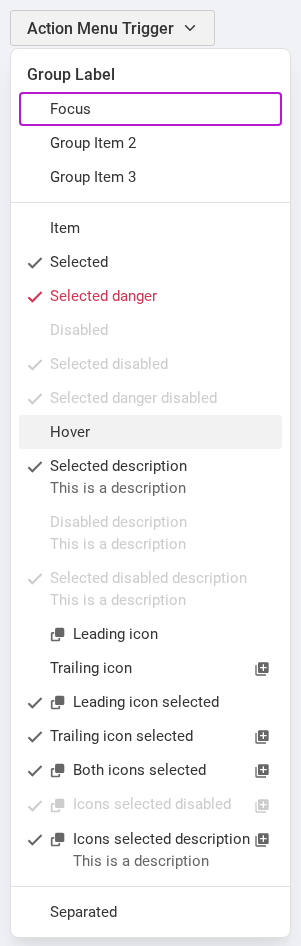 Action Menu Trigger
Group Label
Focus
Group Item 2
Group Item 3
Item
Selected
Selected danger
Disabled
Selected disabled
Selected danger disabled
Hover
Selected description
This is a description
Disabled description
This is a description
Selected disabled description
This is a description
Leading icon
Trailing icon
Leading icon selected
Trailing icon selected
Both icons selected
Icons selected disabled
Icons selected description
This is a description
Separated